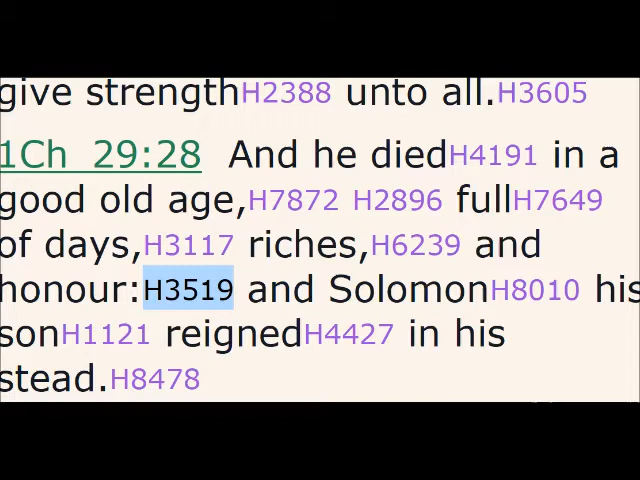 give strengthH2388 unto all.H3605
1Ch 29:28 And he diedH4191 in a
good old age,H7872 H2896 fullH7649
of days,H3117 riches,H6239 and
honour:H3519 and SolomonH8010 his
sonH1121 reignedH4427 in his
stead.H8478